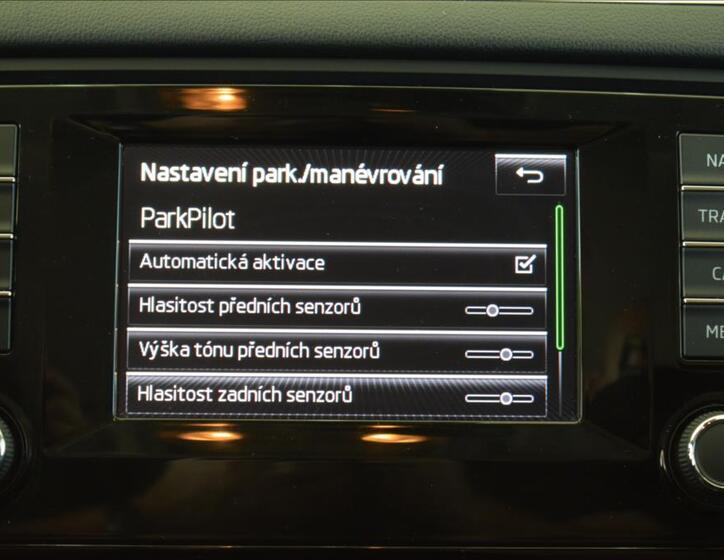 Nastavení park./manévrování
ParkPilot
Automatická aktivace
Hlasitost předních senzorů
Výška tónu předních senzorů
Hlasitost zadních senzorů